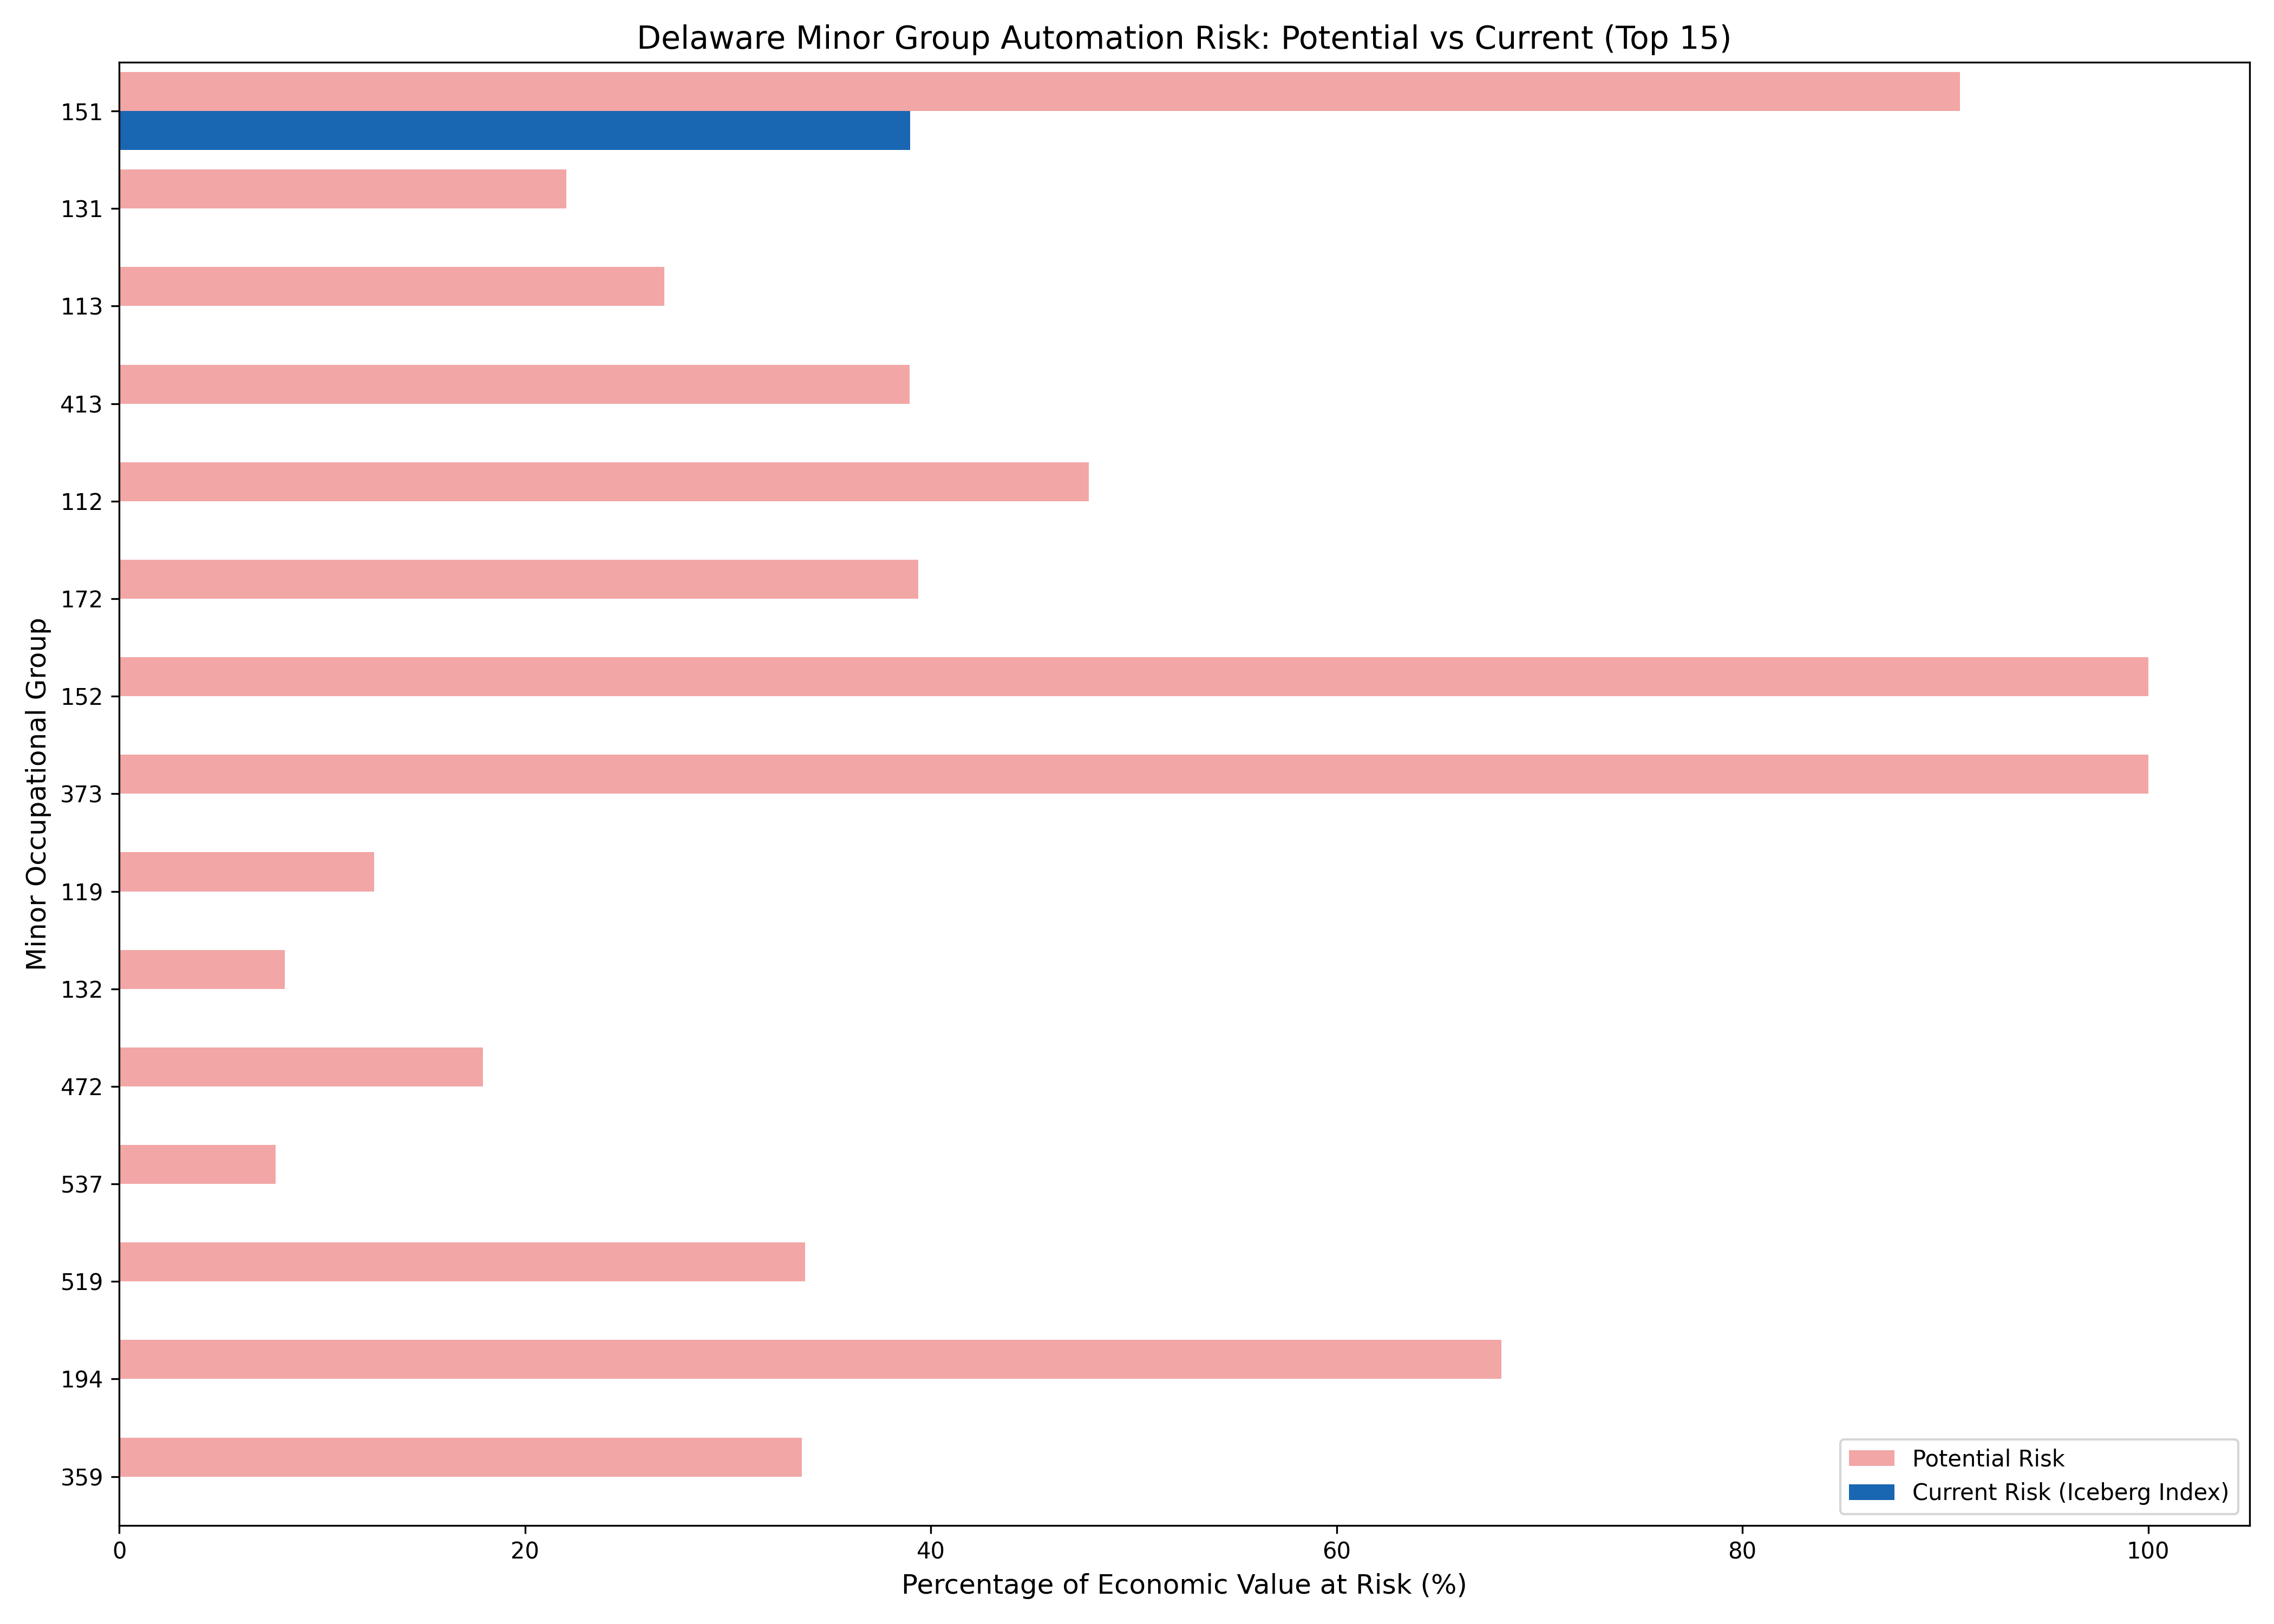 Delaware Minor Group Automation Risk: Potential vs Current (Top 15)
Minor Occupational Group
151
131
113
413
112
172
152
373
119
132
472
537
519
194
359
Potential Risk
Current Risk (Iceberg Index)
0 20 40 60 80 100
Percentage of Economic Value at Risk (%)